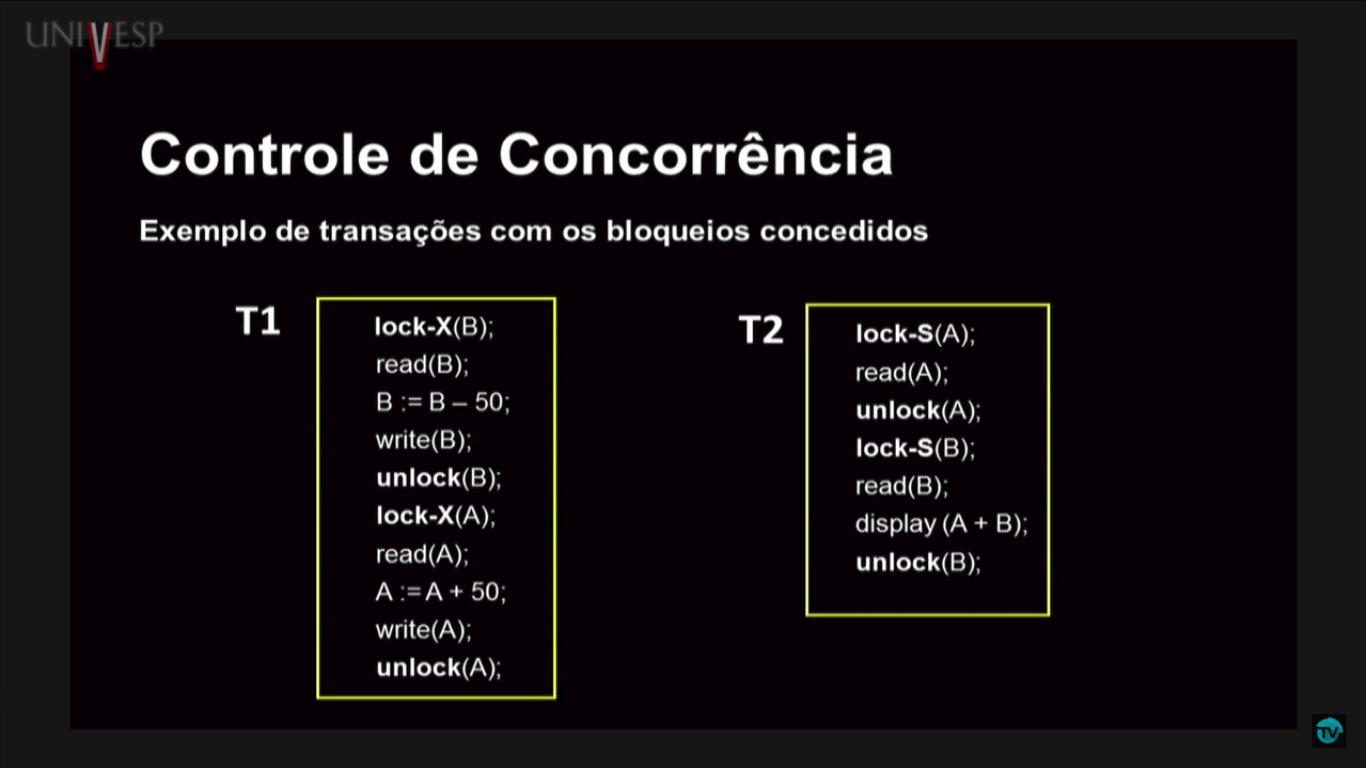 UNIVESP
Controle de Concorrência
Exemplo de transações com os bloqueios concedidos
T1
lock-X(B);
read(B);
B := B – 50;
write(B);
unlock(B);
lock-X(A);
read(A);
A := A + 50;
write(A);
unlock(A);
T2
lock-S(A);
read(A);
unlock(A);
lock-S(B);
read(B);
display (A + B);
unlock(B);
TV